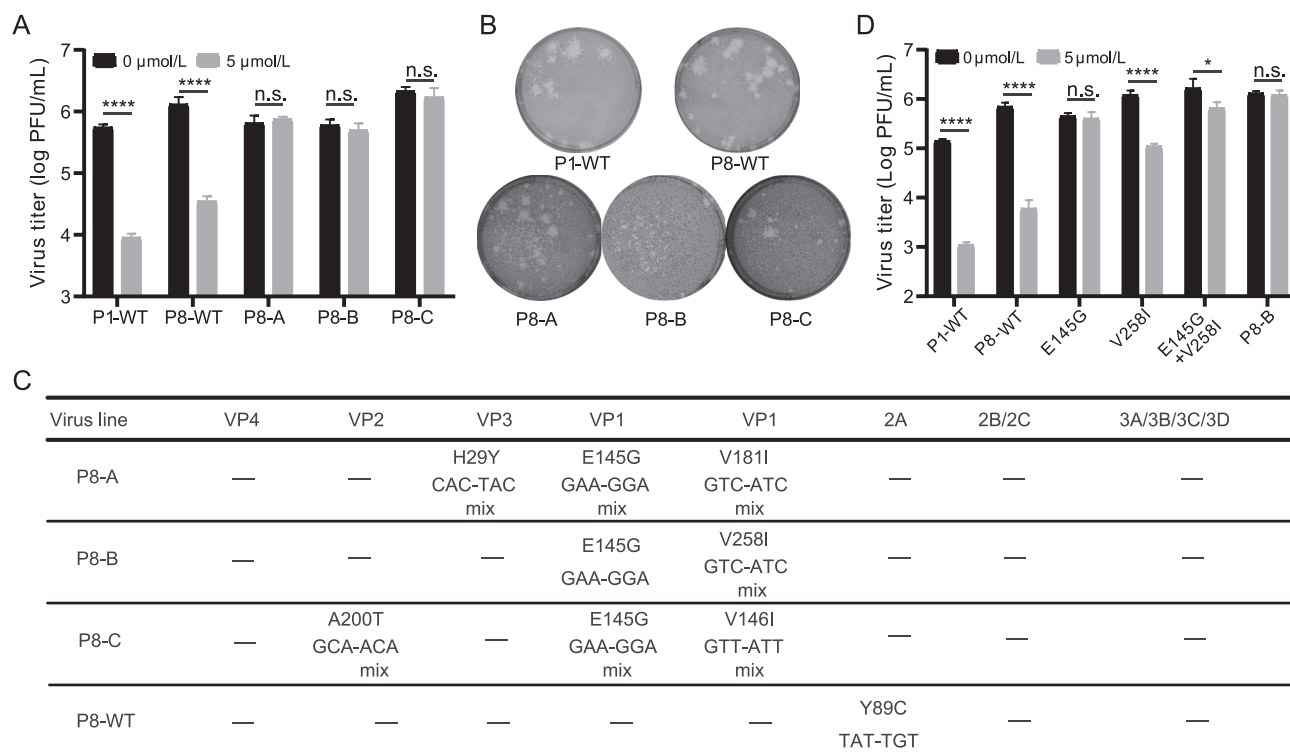 A
Virus titer (log PFU/mL)
7
6
5
4
3
0 μmol/L
5 μmol/L
****
****
n.s.
n.s.
n.s.
P1-WT
P8-WT
P8-A
P8-B
P8-C
B
P1-WT
P8-WT
P8-A
P8-B
P8-C
D
Virus titer (Log PFU/mL)
7
6
5
4
3
2
0 μmol/L
5 μmol/L
****
****
n.s.
****
*
n.s.
P1-WT
P8-WT
E145G
V258I
E145G
+V258I
P8-B
C
Virus line VP4 VP2 VP3 VP1 VP1 2A 2B/2C 3A/3B/3C/3D
H29Y E145G V181I
P8-A — — CAC-TAC GAA-GGA GTC-ATC — — —
mix mix mix
E145G V258I
P8-B — — — GAA-GGA GTC-ATC — — —
mix
A200T E145G V146I
P8-C — GCA-ACA — GAA-GGA GTT-ATT — — —
mix mix mix
Y89C
P8-WT — — — — — TAT-TGT — —